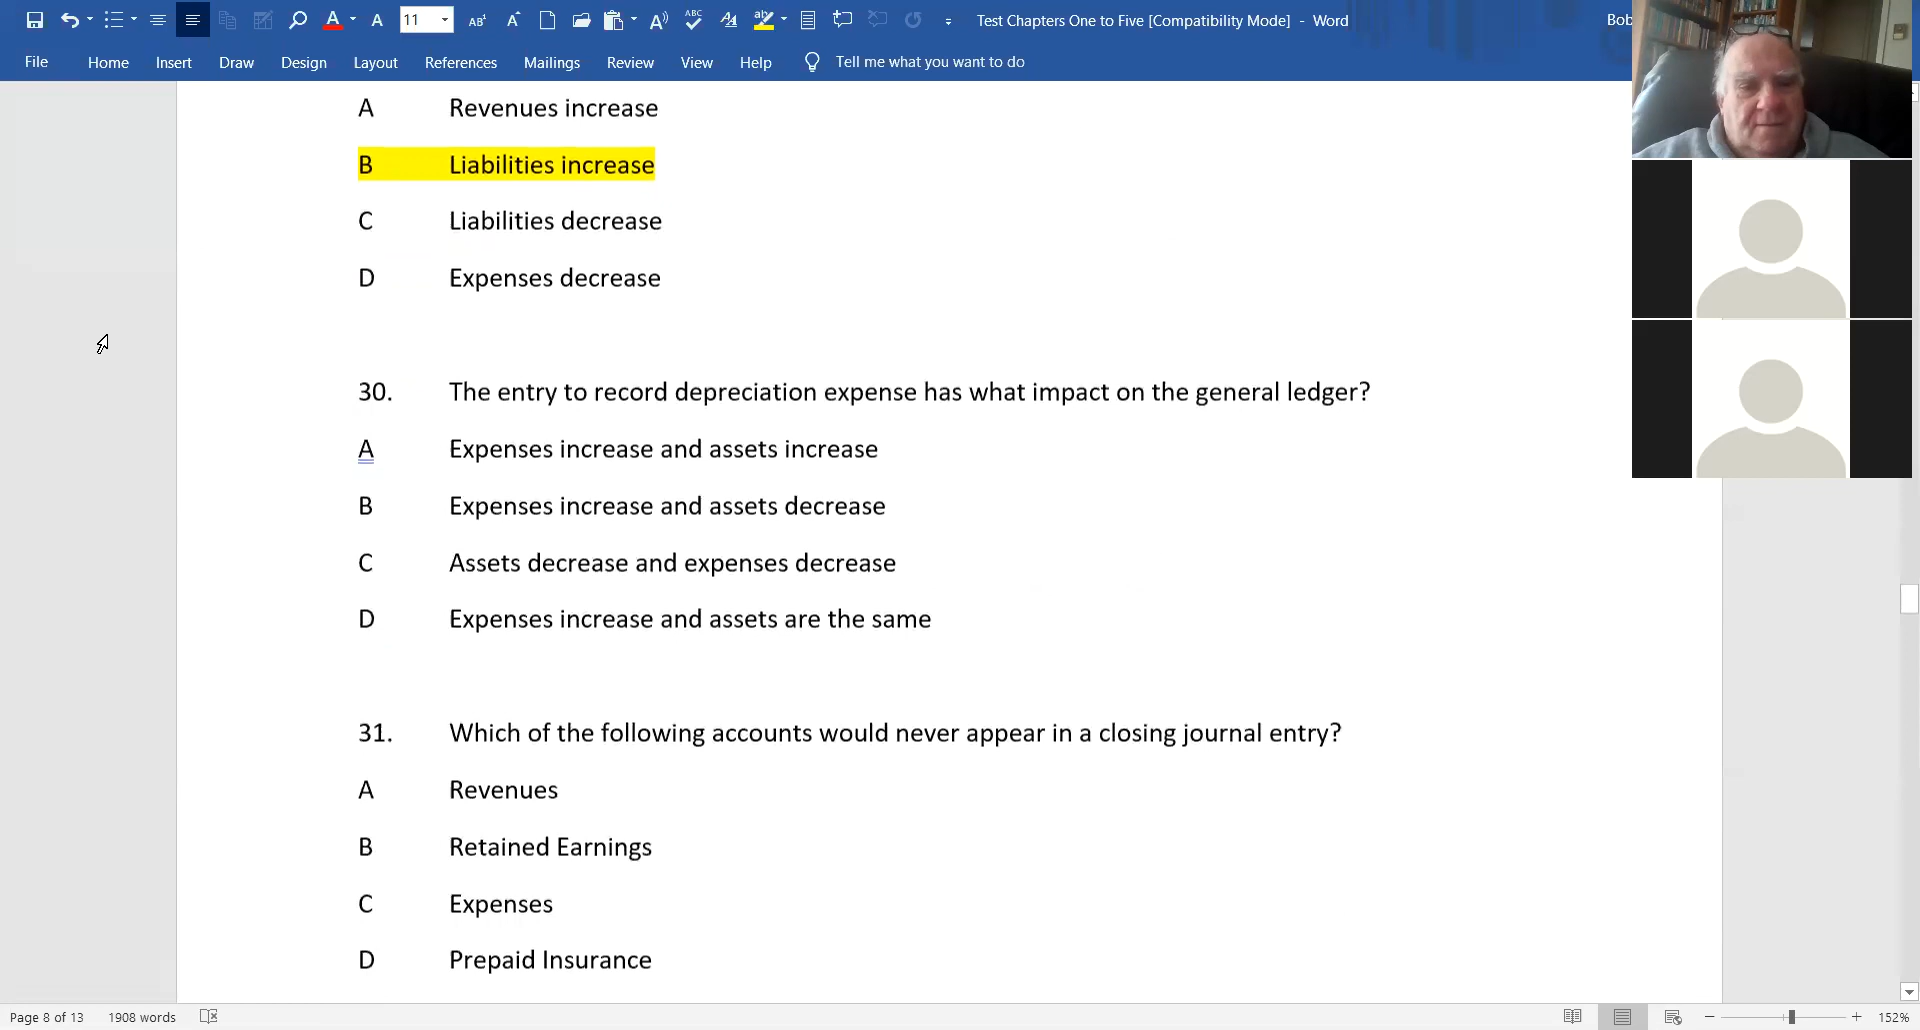 11
Test Chapters One to Five [Compatibility Mode] - Word
Bob
File Home Insert Draw Design Layout References Mailings Review View Help Tell me what you want to do
A Revenues increase
B Liabilities increase
C Liabilities decrease
D Expenses decrease
30. The entry to record depreciation expense has what impact on the general ledger?
A Expenses increase and assets increase
B Expenses increase and assets decrease
C Assets decrease and expenses decrease
D Expenses increase and assets are the same
31. Which of the following accounts would never appear in a closing journal entry?
A Revenues
B Retained Earnings
C Expenses
D Prepaid Insurance
Page 8 of 13 1908 words 152%